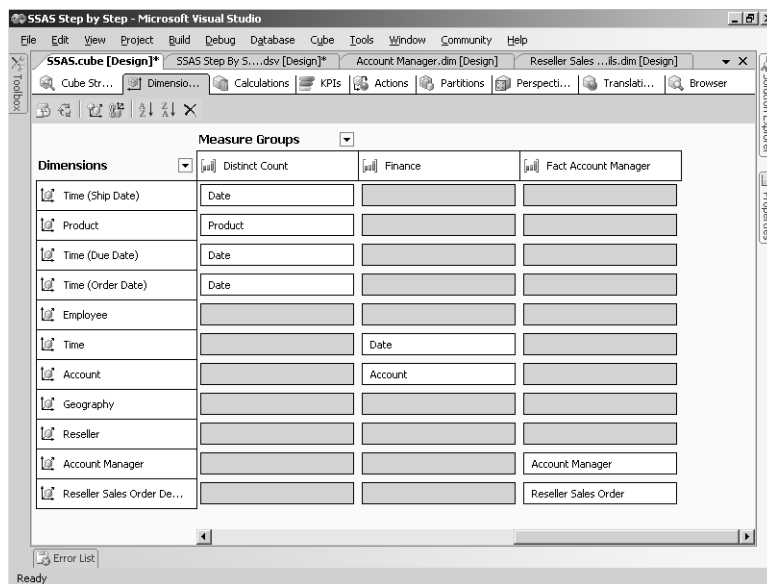 SSAS Step by Step - Microsoft Visual Studio
File Edit View Project Build Debug Database Cube Tools Window Community Help
SSAS.cube [Design]* SSAS Step By S....dsv [Design]* Account Manager.dim [Design] Reseller Sales ...ils.dim [Design]
Toolbox
Cube Str... Dimensio... Calculations KPIs Actions Partitions Perspecti... Translati... Browser
Solution Explorer
Properties
Measure Groups
Dimensions Distinct Count Finance Fact Account Manager
Time (Ship Date) Date
Product Product
Time (Due Date) Date
Time (Order Date) Date
Employee
Time Date
Account Account
Geography
Reseller
Account Manager Account Manager
Reseller Sales Order De... Reseller Sales Order
Error List
Ready